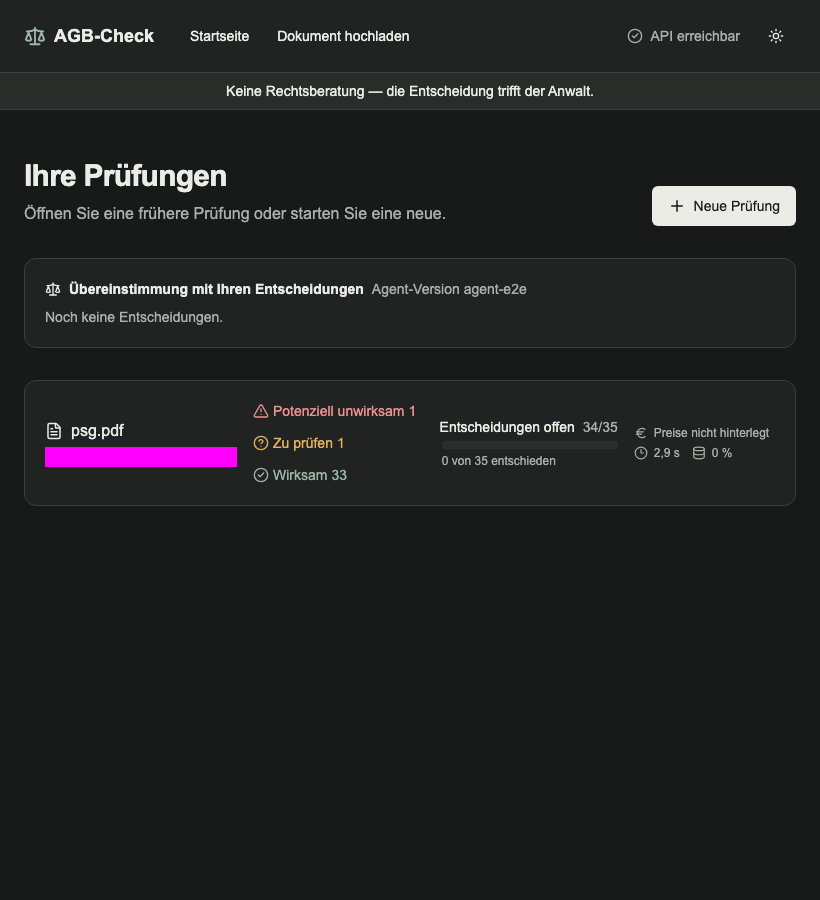 AGB-Check
Startseite
Dokument hochladen
API erreichbar
Keine Rechtsberatung — die Entscheidung trifft der Anwalt.
Ihre Prüfungen
Öffnen Sie eine frühere Prüfung oder starten Sie eine neue.
Neue Prüfung
Übereinstimmung mit Ihren Entscheidungen Agent-Version agent-e2e
Noch keine Entscheidungen.
psg.pdf
Potenziell unwirksam 1
Zu prüfen 1
Wirksam 33
Entscheidungen offen 34/35
0 von 35 entschieden
Preise nicht hinterlegt
2,9 s 0 %